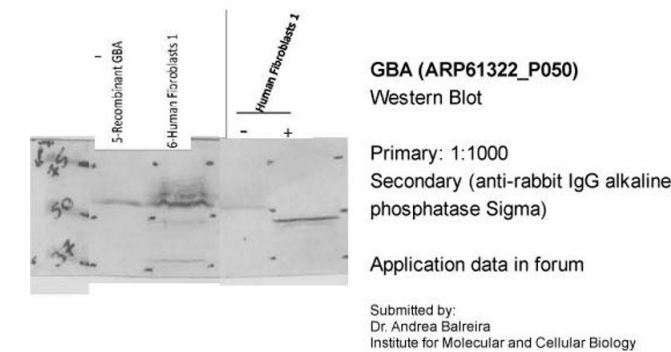 5-Recombinant GBA
6-Human Fibroblasts 1
Human Fibroblasts 1
-
-
+
50
37
GBA (ARP61322_P050)
Western Blot
Primary: 1:1000
Secondary (anti-rabbit IgG alkaline
phosphatase Sigma)
Application data in forum
Submitted by:
Dr. Andrea Balreira
Institute for Molecular and Cellular Biology